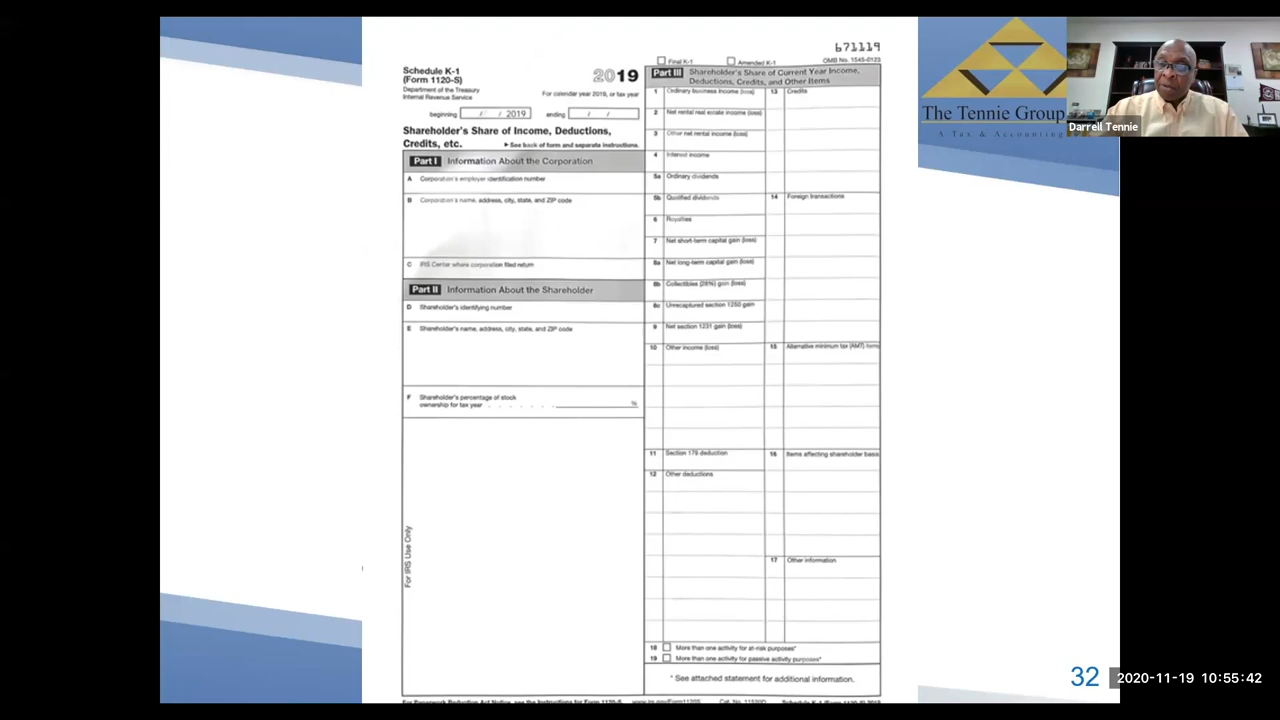 671119
Final K-1
Amended K-1
OMB No. 1545-0123
Schedule K-1
(Form 1120-S)
2019
Department of the Treasury
Internal Revenue Service
For calendar year 2019, or tax year
beginning / / 2019 ending / /
Shareholder's Share of Income, Deductions,
Credits, etc.
► See back of form and separate instructions.
Part I Information About the Corporation
A Corporation's employer identification number
B Corporation's name, address, city, state, and ZIP code
C IRS Center where corporation filed return
Part II Information About the Shareholder
D Shareholder's identifying number
E Shareholder's name, address, city, state, and ZIP code
F Shareholder's percentage of stock
ownership for tax year . . . . . . %
For IRS Use Only
Part III Shareholder's Share of Current Year Income,
Deductions, Credits, and Other Items
1 Ordinary business income (loss)
2 Net rental real estate income (loss)
3 Other net rental income (loss)
4 Interest income
5a Ordinary dividends
5b Qualified dividends
6 Royalties
7 Net short-term capital gain (loss)
8a Net long-term capital gain (loss)
8b Collectibles (28%) gain (loss)
8c Unrecaptured section 1250 gain
9 Net section 1231 gain (loss)
10 Other income (loss)
11 Section 179 deduction
12 Other deductions
13 Credits
14 Foreign transactions
15 Alternative minimum tax (AMT) items
16 Items affecting shareholder basis
17 Other information
18 More than one activity for at-risk purposes*
19 More than one activity for passive activity purposes*
* See attached statement for additional information.
The Tennie Group
A Tax & Accounting
Darrell Tennie
32
2020-11-19 10:53:42